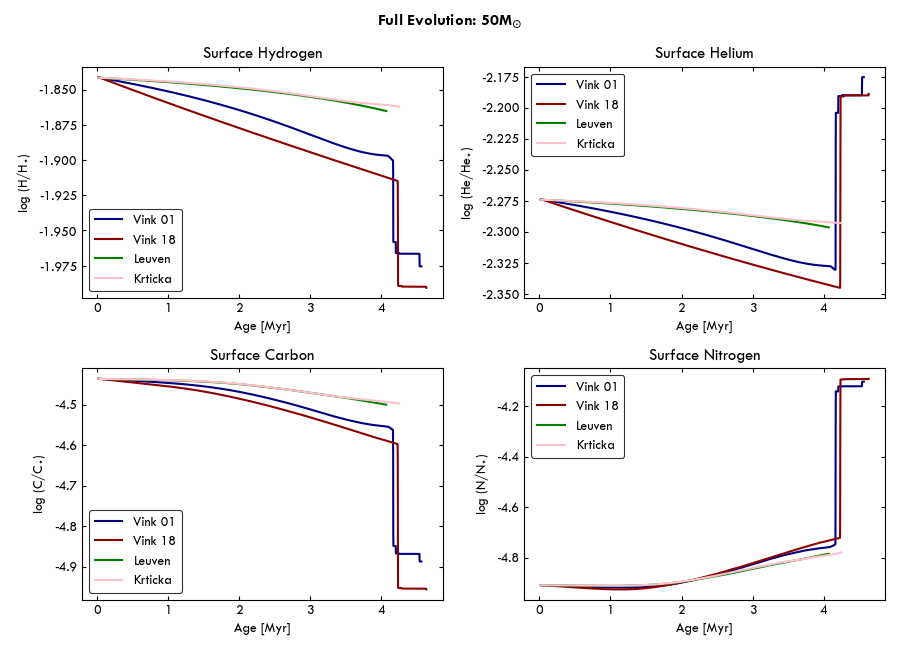 Full Evolution: 50M☉
Surface Hydrogen
log (H/H⋆)
-1.850
-1.875
-1.900
-1.925
-1.950
-1.975
Vink 01
Vink 18
Leuven
Krticka
0 1 2 3 4
Age [Myr]
Surface Helium
log (He/He⋆)
-2.175
-2.200
-2.225
-2.250
-2.275
-2.300
-2.325
-2.350
Vink 01
Vink 18
Leuven
Krticka
0 1 2 3 4
Age [Myr]
Surface Carbon
log (C/C⋆)
-4.5
-4.6
-4.7
-4.8
-4.9
Vink 01
Vink 18
Leuven
Krticka
0 1 2 3 4
Age [Myr]
Surface Nitrogen
log (N/N⋆)
-4.2
-4.4
-4.6
-4.8
Vink 01
Vink 18
Leuven
Krticka
0 1 2 3 4
Age [Myr]